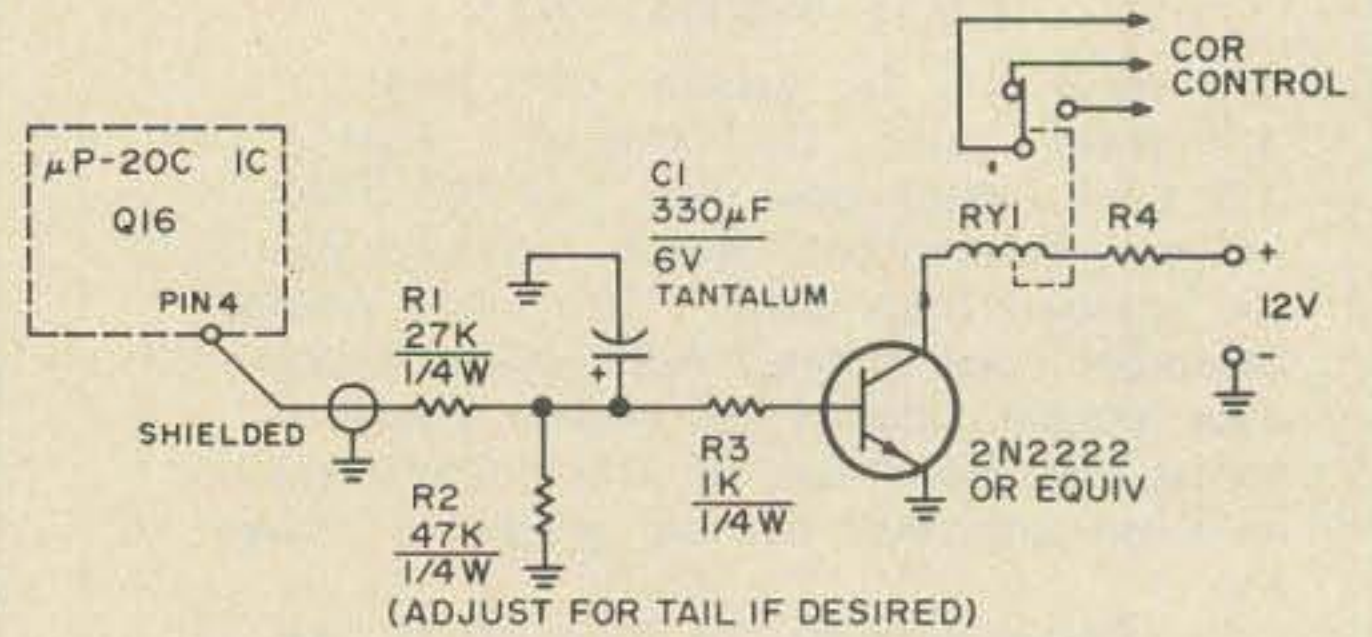 COR
CONTROL
μP-20C IC
Q16
PIN 4
SHIELDED
R1
27K
1/4W
R2
47K
1/4W
C1
330μF
6V
TANTALUM
+
R3
1K
1/4W
RY1
R4
+
12V
-
2N2222
OR EQUIV
(ADJUST FOR TAIL IF DESIRED)